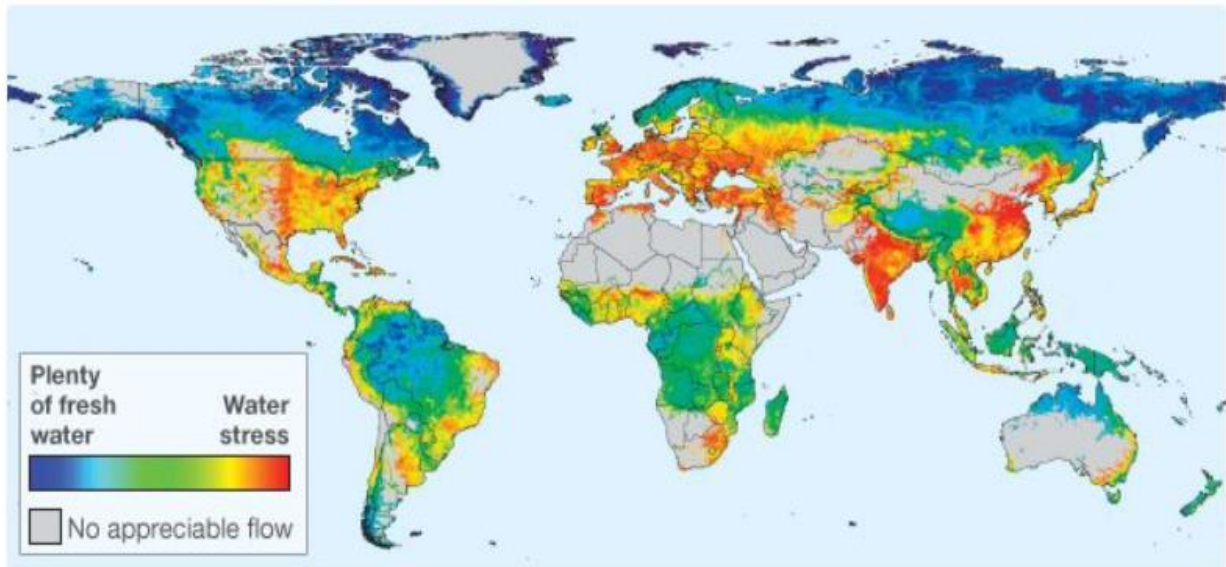 Plenty
of fresh
water
Water
stress
No appreciable flow